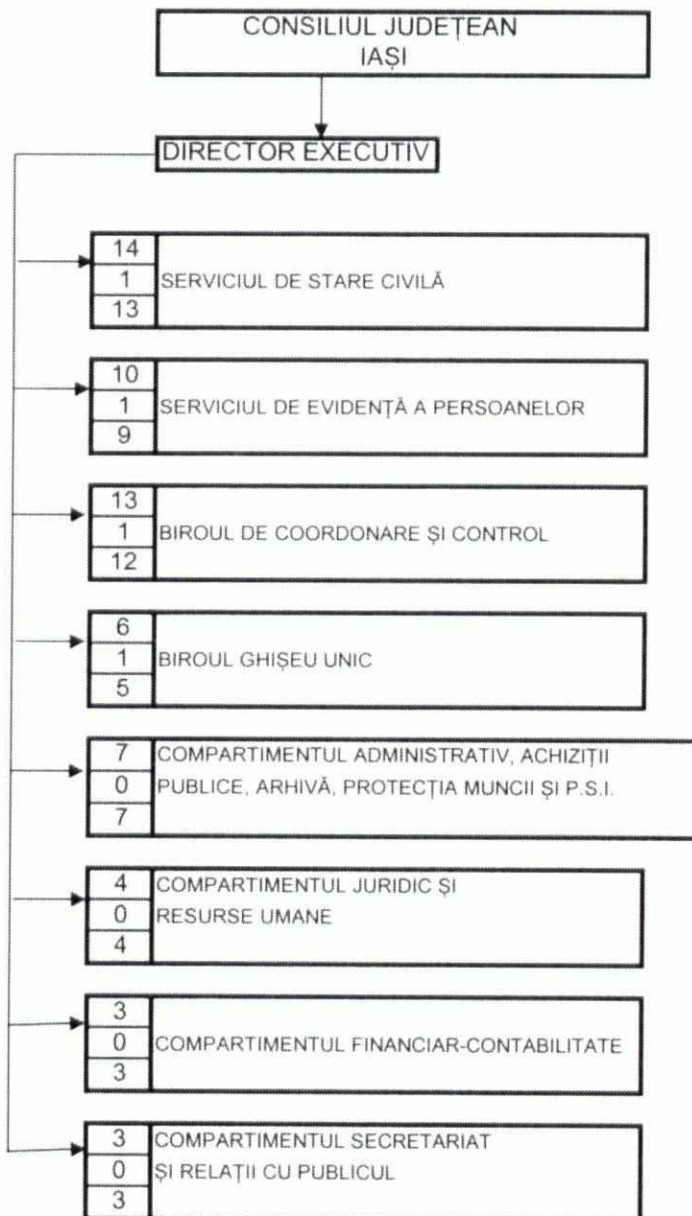 CONSILIUL JUDEȚEAN
IAȘI
DIRECTOR EXECUTIV
14
1
13
SERVICIUL DE STARE CIVILĂ
10
1
9
SERVICIUL DE EVIDENȚĂ A PERSOANELOR
13
1
12
BIROUL DE COORDONARE ȘI CONTROL
6
1
5
BIROUL GHIȘEU UNIC
7
0
7
COMPARTIMENTUL ADMINISTRATIV, ACHIZIȚII
PUBLICE, ARHIVĂ, PROTECȚIA MUNCII ȘI P.S.I.
4
0
4
COMPARTIMENTUL JURIDIC ȘI
RESURSE UMANE
3
0
3
COMPARTIMENTUL FINANCIAR-CONTABILITATE
3
0
3
COMPARTIMENTUL SECRETARIAT
ȘI RELAȚII CU PUBLICUL